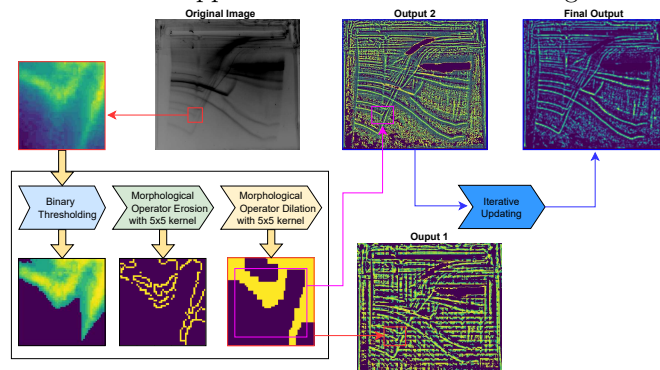 Original Image
Output 2
Final Output
Binary
Thresholding
Morphological
Operator Erosion
with 5x5 kernel
Morphological
Operator Dilation
with 5x5 kernel
Iterative
Updating
Ouput 1